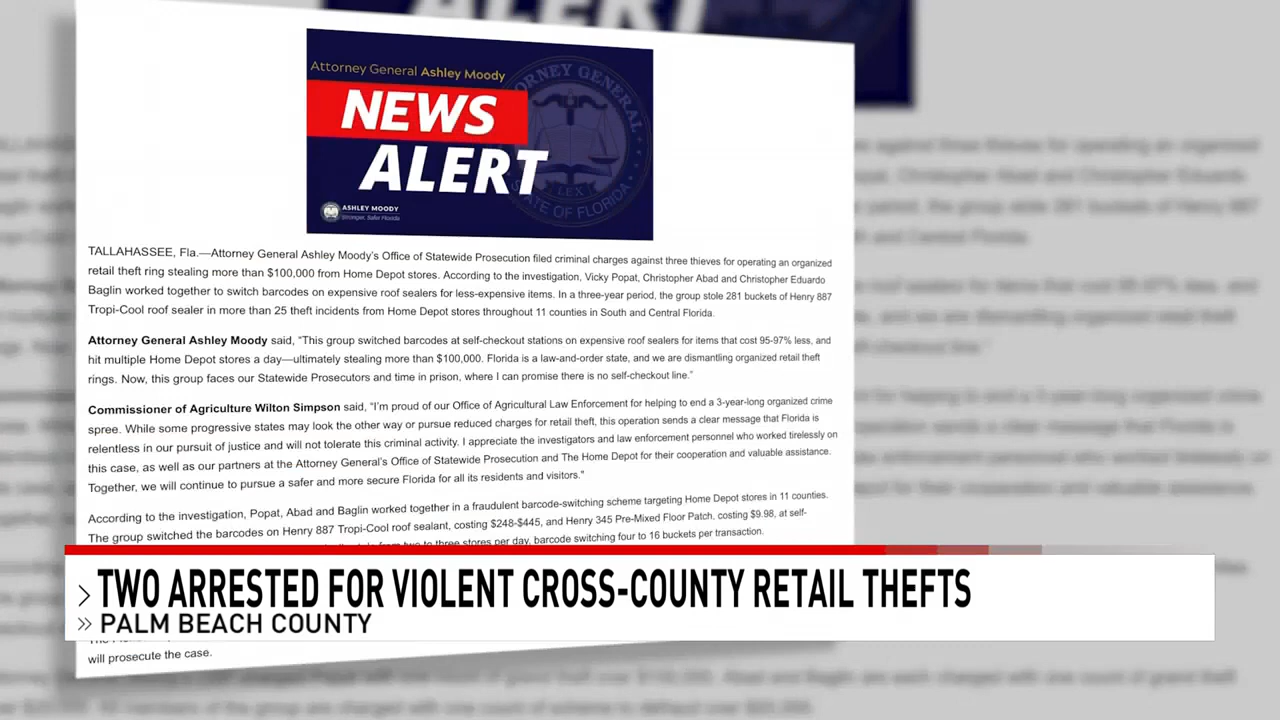 Attorney General Ashley Moody
NEWS
ALERT
ORNEY GENERAL
LEX
STATE OF FLORIDA
ASHLEY MOODY
Stronger, Safer Florida
TALLAHASSEE, Fla.—Attorney General Ashley Moody's Office of Statewide Prosecution filed criminal charges against three thieves for operating an organized
retail theft ring stealing more than $100,000 from Home Depot stores. According to the investigation, Vicky Popat, Christopher Abad and Christopher Eduardo
Baglin worked together to switch barcodes on expensive roof sealers for less-expensive items. In a three-year period, the group stole 281 buckets of Henry 887
Tropi-Cool roof sealer in more than 25 theft incidents from Home Depot stores throughout 11 counties in South and Central Florida.
Attorney General Ashley Moody said, “This group switched barcodes at self-checkout stations on expensive roof sealers for items that cost 95-97% less, and
hit multiple Home Depot stores a day—ultimately stealing more than $100,000. Florida is a law-and-order state, and we are dismantling organized retail theft
rings. Now, this group faces our Statewide Prosecutors and time in prison, where I can promise there is no self-checkout line.”
Commissioner of Agriculture Wilton Simpson said, “I'm proud of our Office of Agricultural Law Enforcement for helping to end a 3-year-long organized crime
spree. While some progressive states may look the other way or pursue reduced charges for retail theft, this operation sends a clear message that Florida is
relentless in our pursuit of justice and will not tolerate this criminal activity. I appreciate the investigators and law enforcement personnel who worked tirelessly on
this case, as well as our partners at the Attorney General's Office of Statewide Prosecution and The Home Depot for their cooperation and valuable assistance.
Together, we will continue to pursue a safer and more secure Florida for all its residents and visitors.”
According to the investigation, Popat, Abad and Baglin worked together in a fraudulent barcode-switching scheme targeting Home Depot stores in 11 counties.
The group switched the barcodes on Henry 887 Tropi-Cool roof sealant, costing $248-$445, and Henry 345 Pre-Mixed Floor Patch, costing $9.98, at self-
from two to three stores per day, barcode switching four to 16 buckets per transaction.
TWO ARRESTED FOR VIOLENT CROSS-COUNTY RETAIL THEFTS
PALM BEACH COUNTY
will prosecute the case.